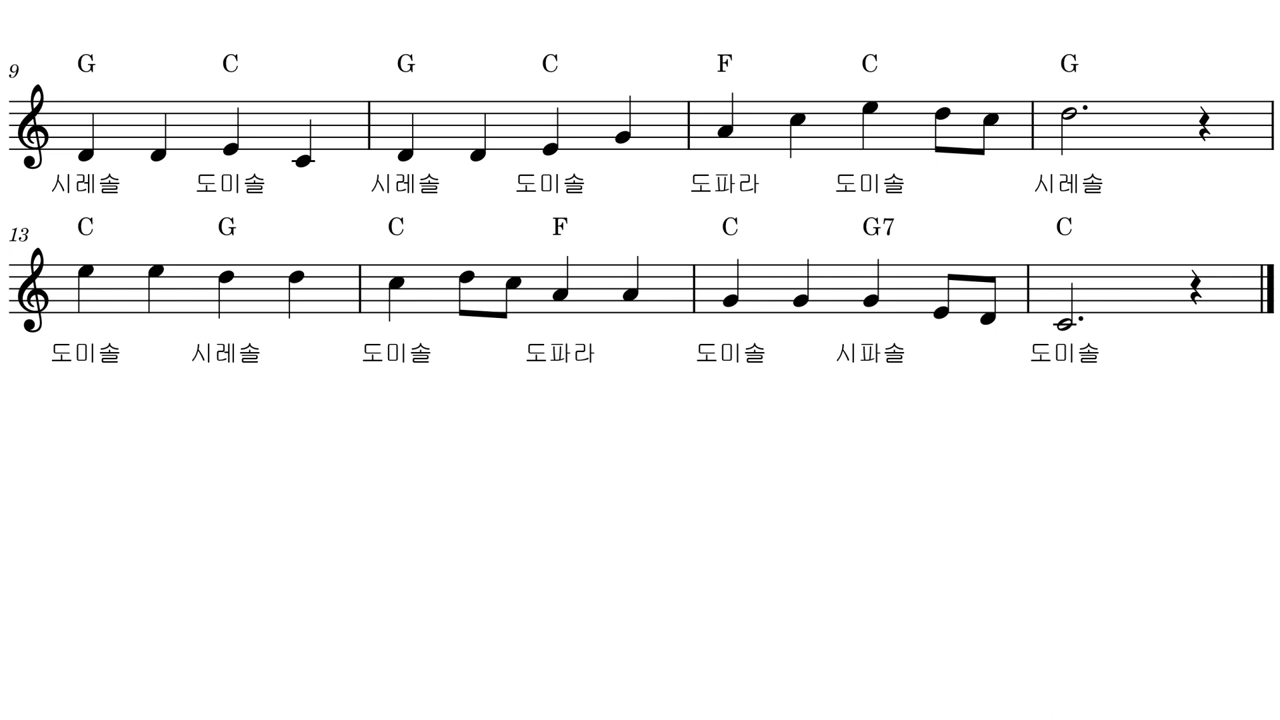 9 G C G C F C G
시레솔 도미솔 시레솔 도미솔 도파라 도미솔 시레솔
13 C G C F C G7 C
도미솔 시레솔 도미솔 도파라 도미솔 시파솔 도미솔